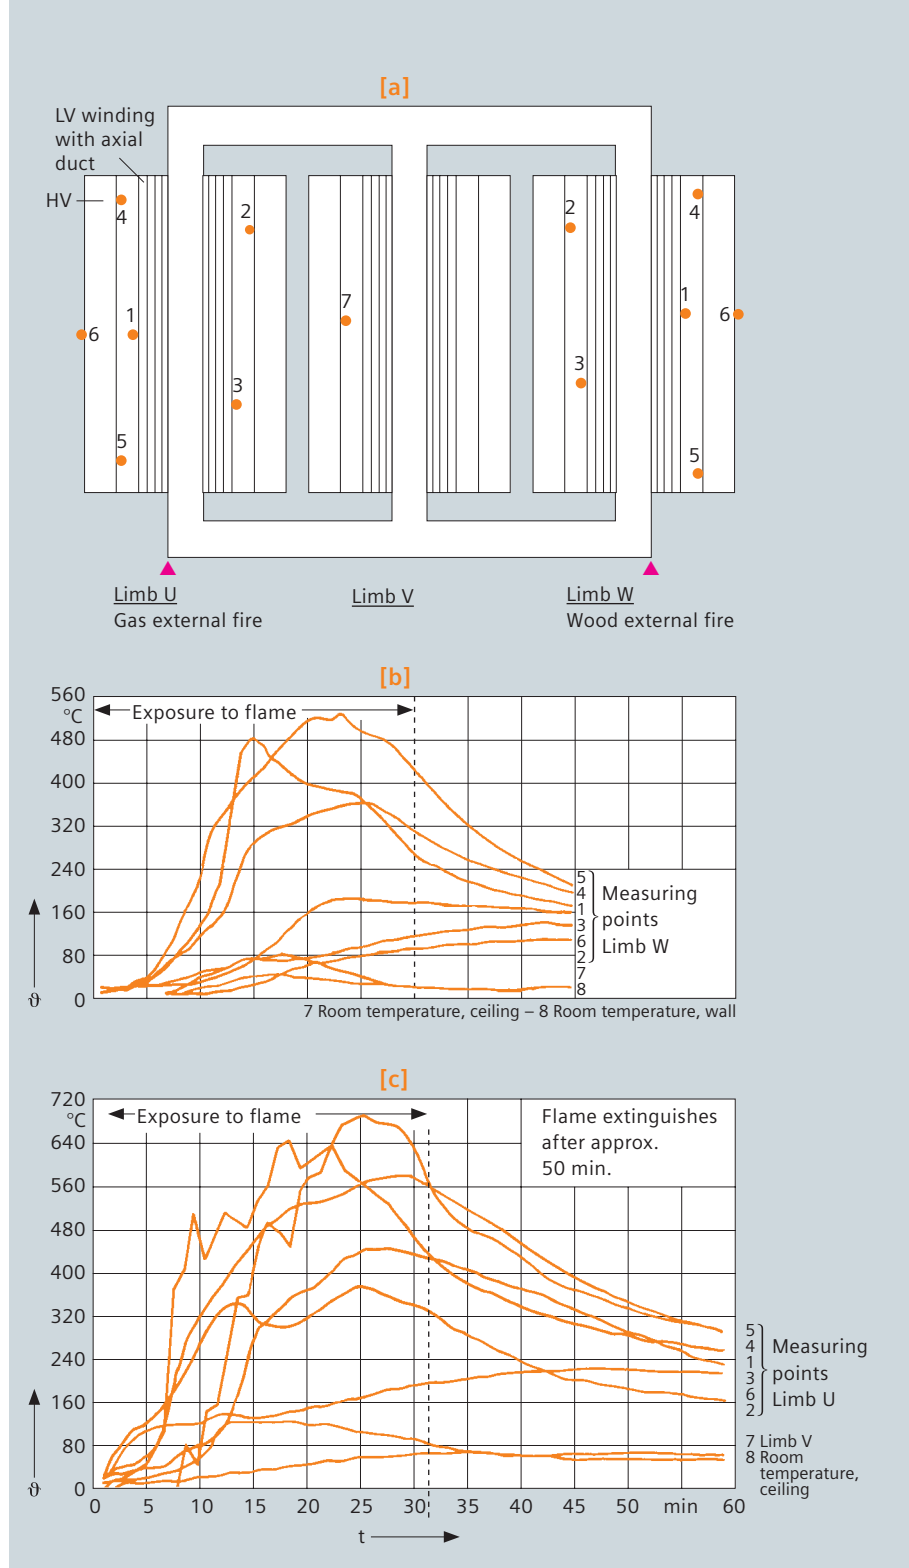 [a]
LV winding
with axial
duct
HV
4
2
2
4
7
1
1
6
6
3
3
5
5
Limb U
Gas external fire
Limb V
Limb W
Wood external fire
[b]
560
°C
480
400
320
240
160
80
0
ϑ
Exposure to flame
5
4
1
3
6
2
7
8
Measuring
points
Limb W
7 Room temperature, ceiling – 8 Room temperature, wall
[c]
720
°C
640
560
480
400
320
240
160
80
0
ϑ
Exposure to flame
Flame extinguishes
after approx.
50 min.
5
4
1
3
6
2
Measuring
points
Limb U
7 Limb V
8 Room
temperature,
ceiling
0 5 10 15 20 25 30 35 40 45 50 min 60
t